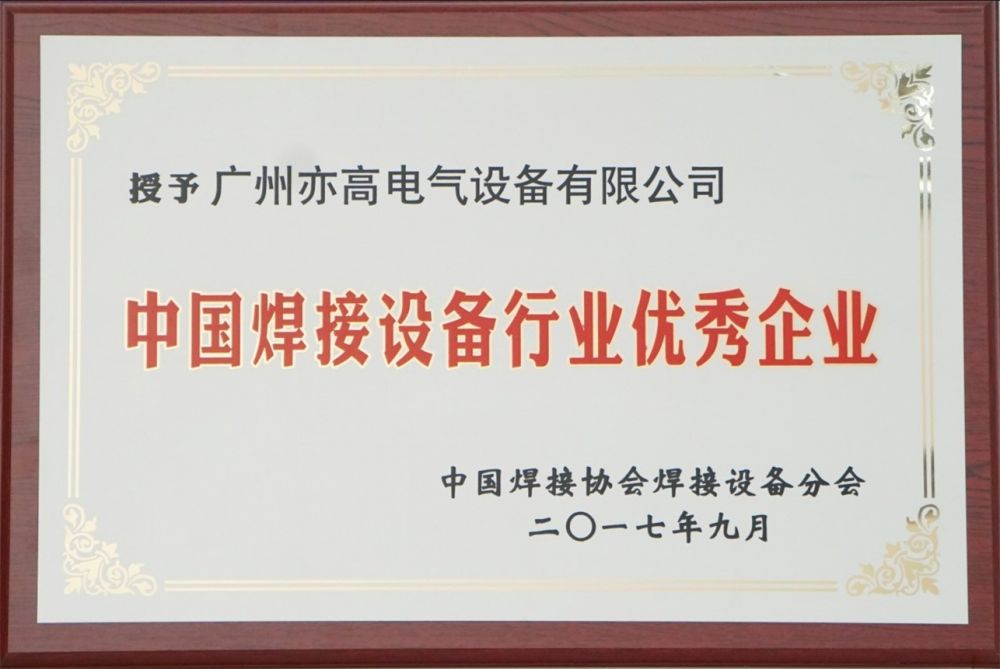 授予 广州亦高电气设备有限公司
中国焊接设备行业优秀企业
中国焊接协会焊接设备分会
二〇一七年九月